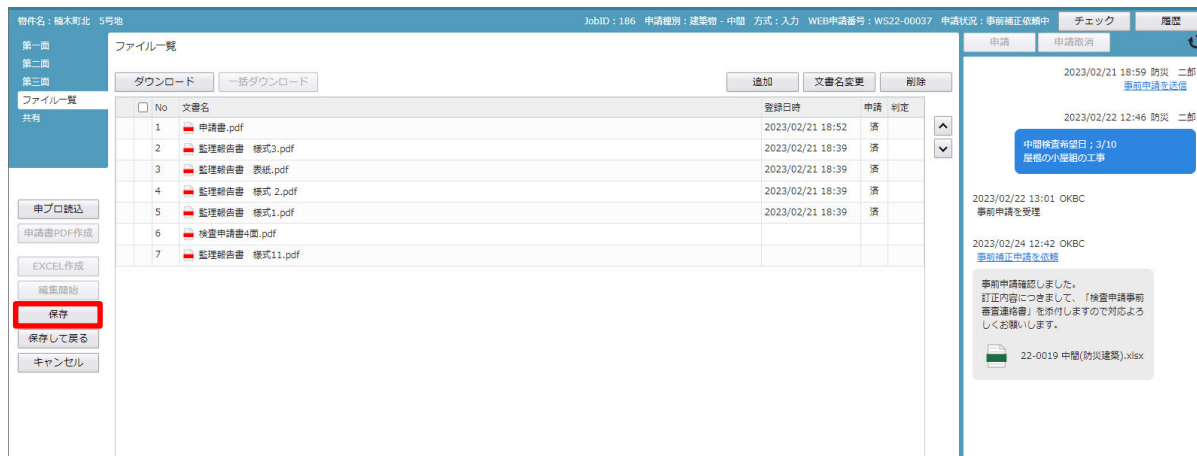 物件名：楠木町北 5号地
JobID：186 申請種別：建築物 - 中間 方式：入力 WEB申請番号：WS22-00037 申請状況：事前補正依頼中
チェック
履歴
第一面
第二面
第三面
ファイル一覧
共有
申プロ読込
申請書PDF作成
EXCEL作成
編集開始
保存
保存して戻る
キャンセル
ファイル一覧
ダウンロード 一括ダウンロード 追加 文書名変更 削除
No 文書名 登録日時 申請 判定
1 申請書.pdf 2023/02/21 18:52 済
2 監理報告書 様式3.pdf 2023/02/21 18:39 済
3 監理報告書 表紙.pdf 2023/02/21 18:39 済
4 監理報告書 様式 2.pdf 2023/02/21 18:39 済
5 監理報告書 様式1.pdf 2023/02/21 18:39 済
6 検査申請書4面.pdf
7 監理報告書 様式11.pdf
申請 申請取消
2023/02/21 18:59 防災 二郎
事前申請を送信
2023/02/22 12:46 防災 二郎
中間検査希望日；3/10
屋根の小屋組の工事
2023/02/22 13:01 OKBC
事前申請を受理
2023/02/24 12:42 OKBC
事前補正申請を依頼
事前申請確認しました。
訂正内容につきまして、「検査申請事前
審査連絡書」を添付しますので対応よろ
しくお願いします。
22-0019 中間(防災建築).xlsx